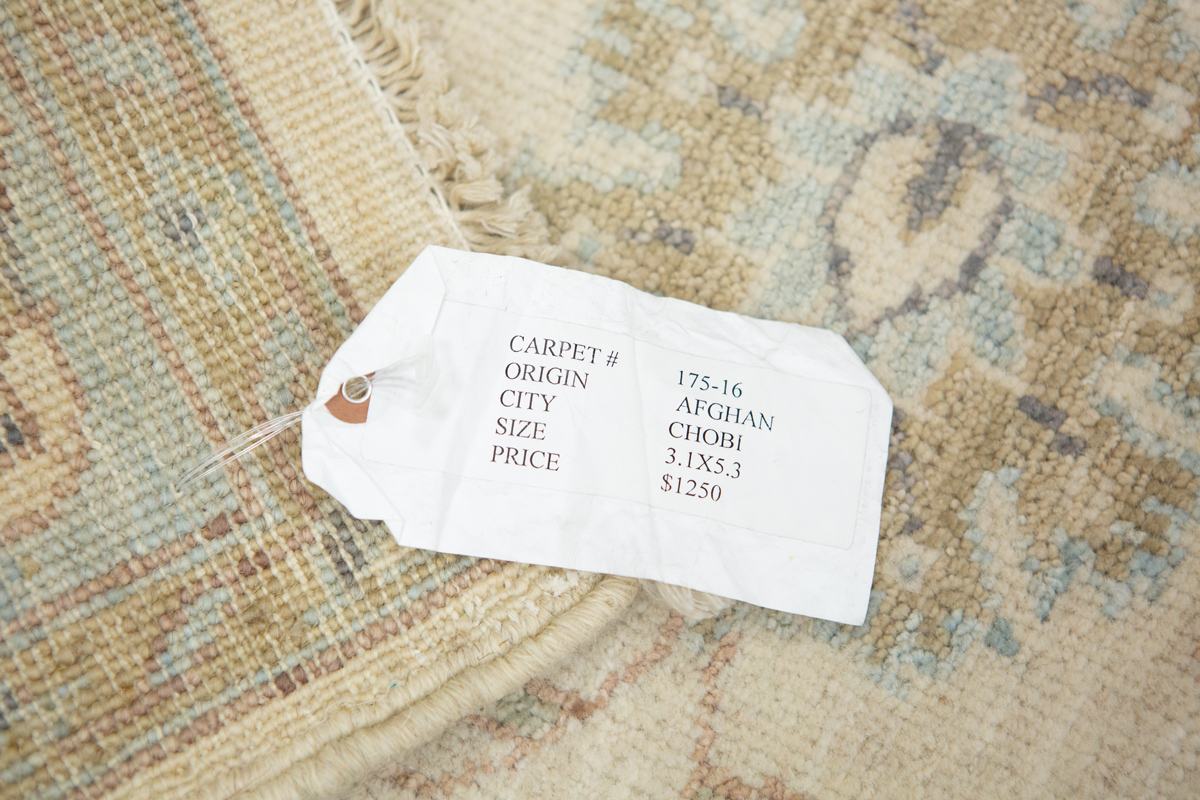 CARPET # 175-16
ORIGIN AFGHAN
CITY CHOBI
SIZE 3.1X5.3
PRICE $1250